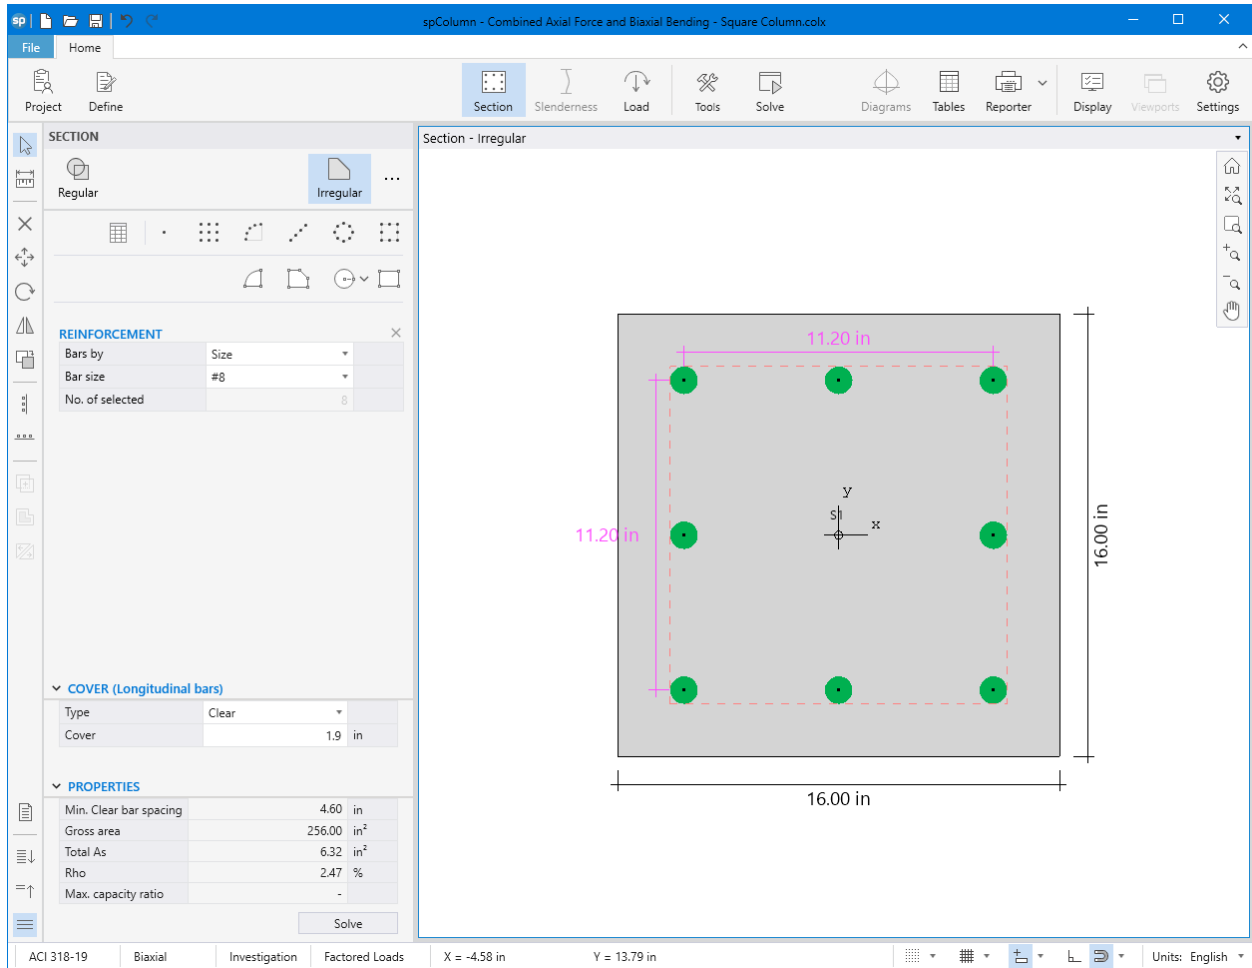 sp
spColumn - Combined Axial Force and Biaxial Bending - Square Column.colx
File Home
Project Define Section Slenderness Load Tools Solve Diagrams Tables Reporter Display Viewports Settings
SECTION
Regular Irregular ...
REINFORCEMENT
Bars by Size
Bar size #8
No. of selected 8
COVER (Longitudinal bars)
Type Clear
Cover 1.9 in
PROPERTIES
Min. Clear bar spacing 4.60 in
Gross area 256.00 in²
Total As 6.32 in²
Rho 2.47 %
Max. capacity ratio -
Solve
Section - Irregular
11.20 in
y
S1
x
11.20 in
16.00 in
16.00 in
ACI 318-19 Biaxial Investigation Factored Loads X = -4.58 in Y = 13.79 in Units: English